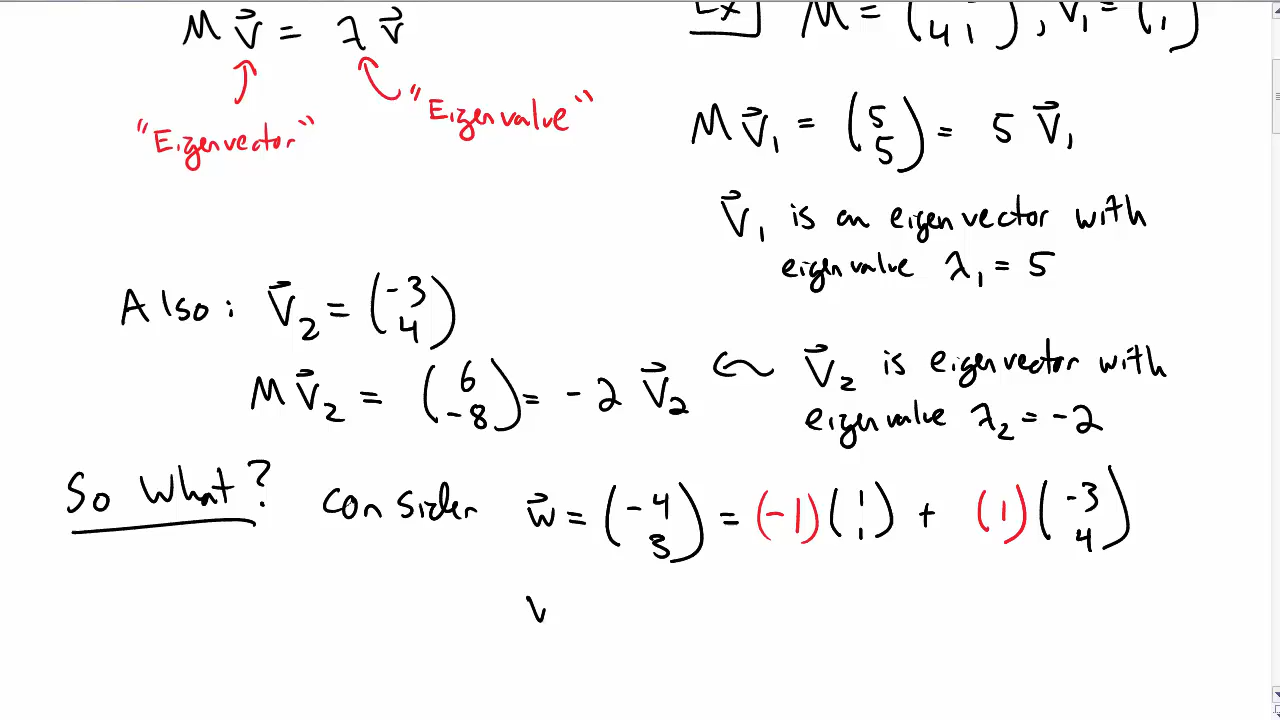 M v⃗ = λ v⃗
"Eigenvector"
"Eigenvalue"
Ex M = ( 4 1 ), v₁ = ( 1 )
M v⃗₁ = (5 5) = 5 v⃗₁
v⃗₁ is an eigenvector with
eigenvalue λ₁ = 5
Also: v⃗₂ = (-3 4)
M v⃗₂ = (6 -8) = -2 v⃗₂
v⃗₂ is eigenvector with
eigenvalue λ₂ = -2
So What? consider w⃗ = (-4 3) = (-1)(1 1) + (1)(-3 4)